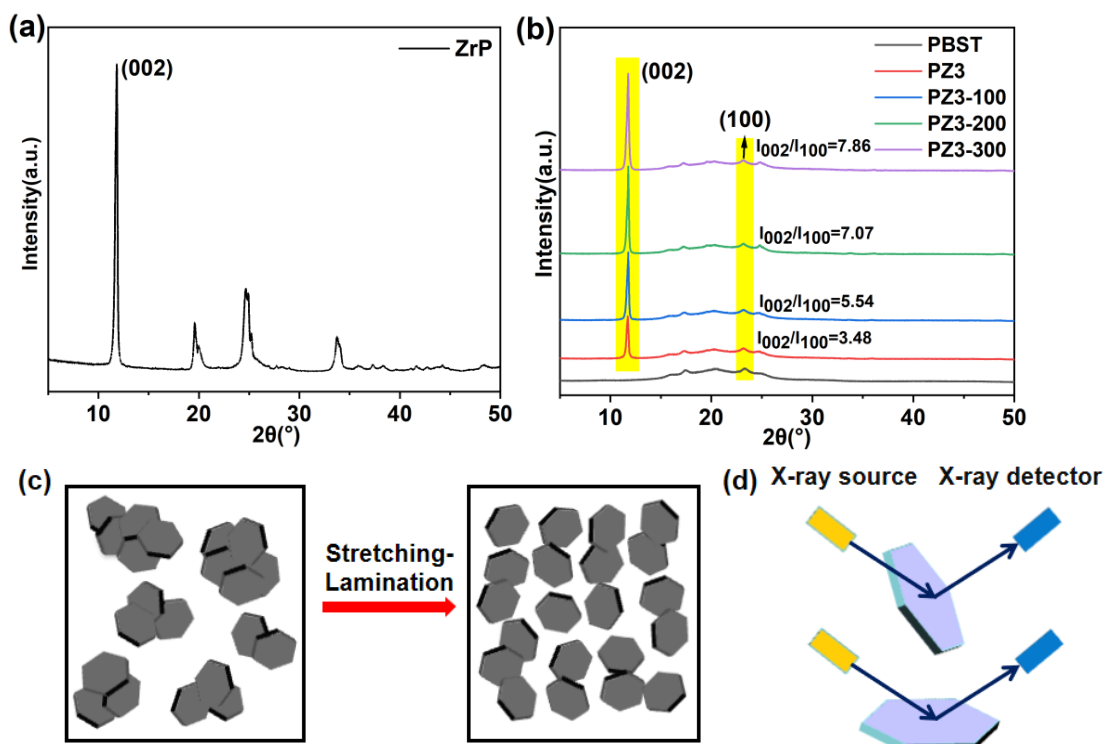 (a)
ZrP
(002)
Intensity(a.u.)
10 20 30 40 50
2θ(°)
(b)
PBST
PZ3
PZ3-100
PZ3-200
PZ3-300
(002)
(100)
I002/I100=7.86
I002/I100=7.07
I002/I100=5.54
I002/I100=3.48
Intensity(a.u.)
10 20 30 40 50
2θ(°)
(c)
Stretching-
Lamination
(d)
X-ray source X-ray detector